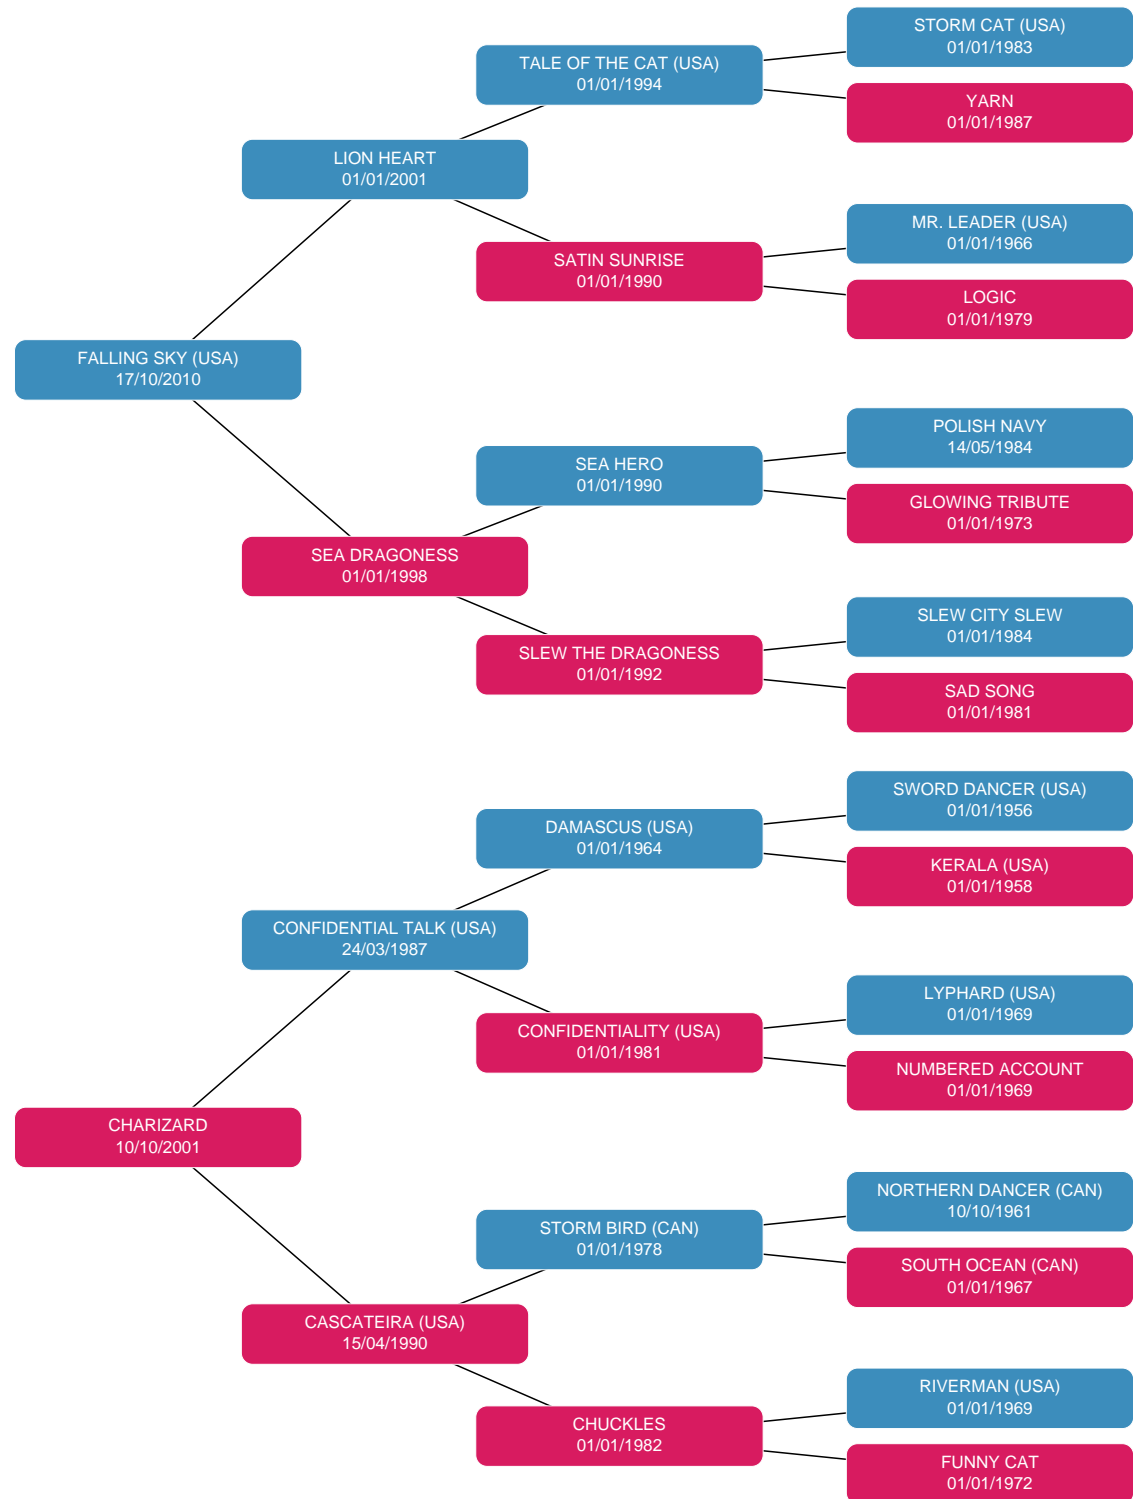 STORM CAT (USA)
01/01/1983
TALE OF THE CAT (USA)
01/01/1994
YARN
01/01/1987
LION HEART
01/01/2001
MR. LEADER (USA)
01/01/1966
SATIN SUNRISE
01/01/1990
LOGIC
01/01/1979
FALLING SKY (USA)
17/10/2010
POLISH NAVY
14/05/1984
SEA HERO
01/01/1990
GLOWING TRIBUTE
01/01/1973
SEA DRAGONESS
01/01/1998
SLEW CITY SLEW
01/01/1984
SLEW THE DRAGONESS
01/01/1992
SAD SONG
01/01/1981
SWORD DANCER (USA)
01/01/1956
DAMASCUS (USA)
01/01/1964
KERALA (USA)
01/01/1958
CONFIDENTIAL TALK (USA)
24/03/1987
LYPHARD (USA)
01/01/1969
CONFIDENTIALITY (USA)
01/01/1981
NUMBERED ACCOUNT
01/01/1969
CHARIZARD
10/10/2001
NORTHERN DANCER (CAN)
10/10/1961
STORM BIRD (CAN)
01/01/1978
SOUTH OCEAN (CAN)
01/01/1967
CASCATEIRA (USA)
15/04/1990
RIVERMAN (USA)
01/01/1969
CHUCKLES
01/01/1982
FUNNY CAT
01/01/1972